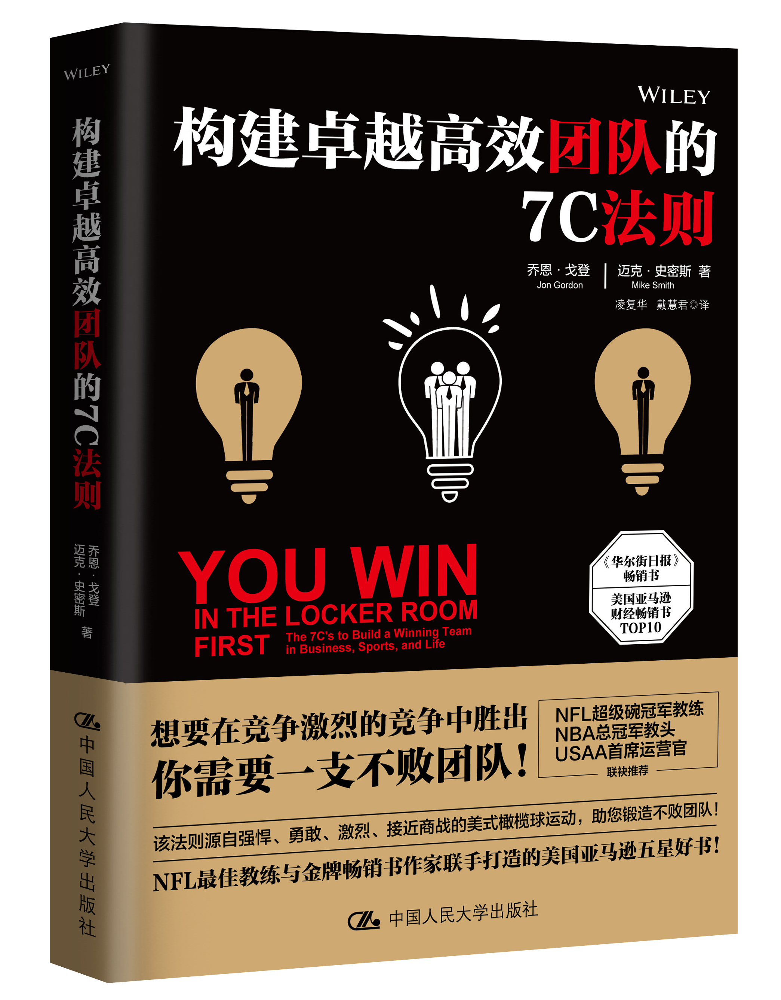 WILEY
构建卓越高效团队的7C法则
乔恩·戈登
迈克·史密斯 著
中国人民大学出版社
WILEY
构建卓越高效团队的
7C法则
乔恩·戈登 | 迈克·史密斯 著
Jon Gordon Mike Smith
凌复华 戴慧君◎译
YOU WIN
IN THE LOCKER ROOM
FIRST
The 7C's to Build a Winning Team
in Business, Sports, and Life
《华尔街日报》
畅销书
美国亚马逊
财经畅销书
TOP10
想要在竞争激烈的竞争中胜出
你需要一支不败团队!
NFL超级碗冠军教练
NBA总冠军教头
USAA首席运营官
联袂推荐
该法则源自强悍、勇敢、激烈、接近商战的美式橄榄球运动，助您锻造不败团队!
NFL最佳教练与金牌畅销书作家联手打造的美国亚马逊五星好书!
中国人民大学出版社